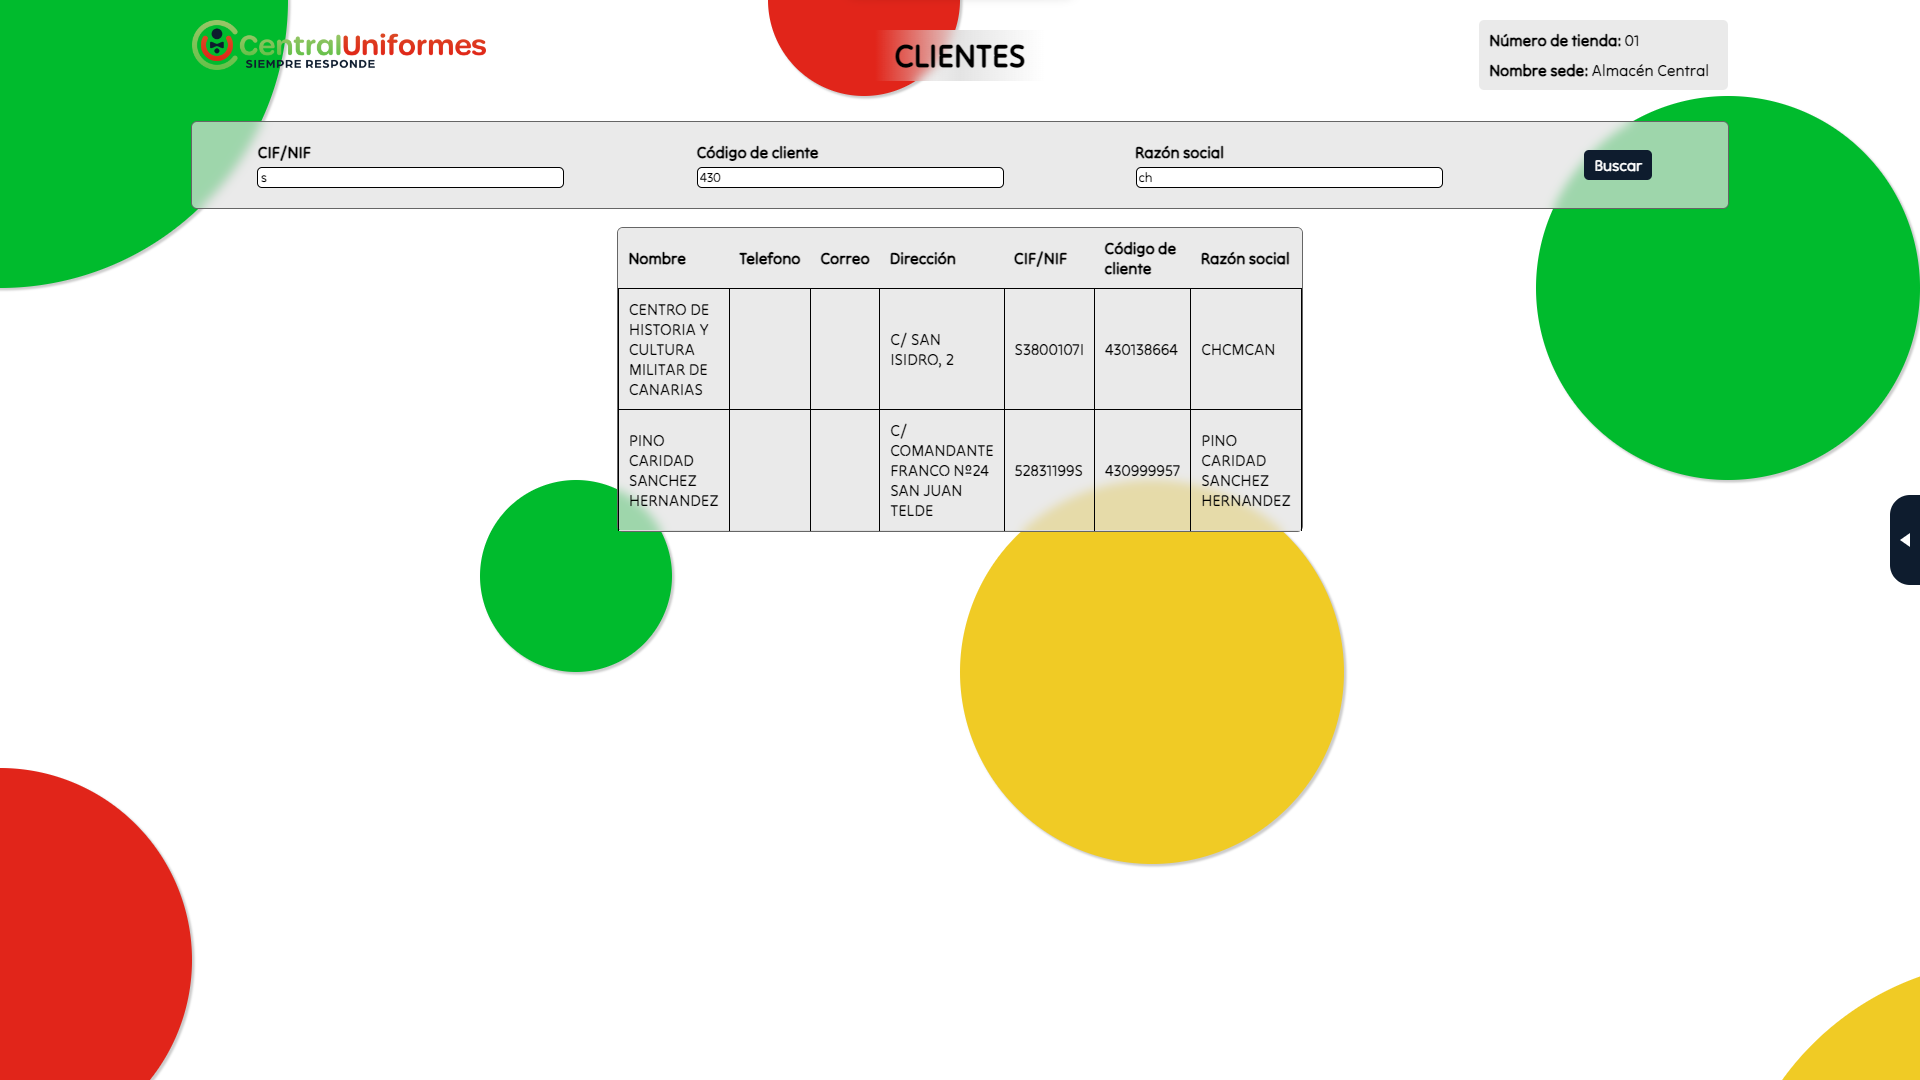 CentralUniformes
SIEMPRE RESPONDE
CLIENTES
Número de tienda: 01
Nombre sede: Almacén Central
CIF/NIF
s
Código de cliente
430
Razón social
ch
Buscar
Nombre Telefono Correo Dirección CIF/NIF Código de cliente Razón social
CENTRO DE
HISTORIA Y
CULTURA
MILITAR DE
CANARIAS
C/ SAN
ISIDRO, 2
S3800107I
430138664
CHCMCAN
PINO
CARIDAD
SANCHEZ
HERNANDEZ
C/
COMANDANTE
FRANCO Nº24
SAN JUAN
TELDE
52831199S
430999957
PINO
CARIDAD
SANCHEZ
HERNANDEZ